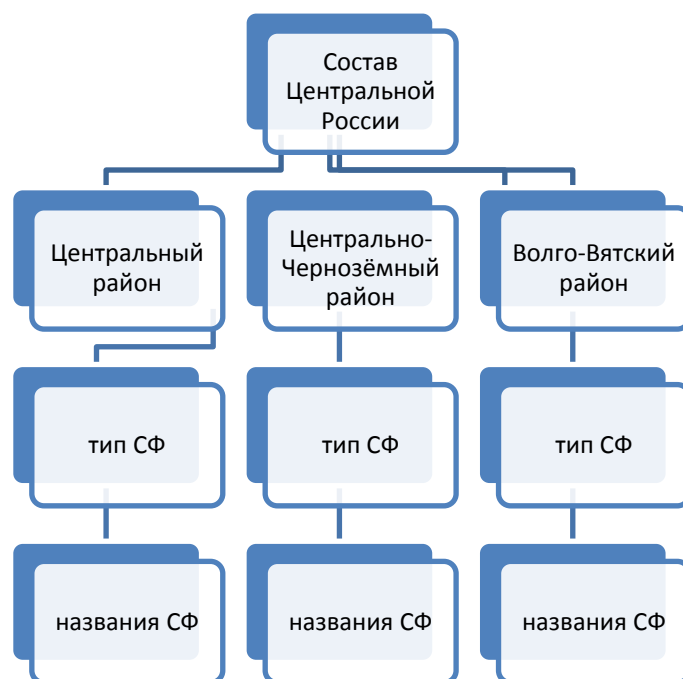 Состав
Центральной
России
Центральный
район
Центрально-
Чернозёмный
район
Волго-Вятский
район
тип СФ
тип СФ
тип СФ
названия СФ
названия СФ
названия СФ